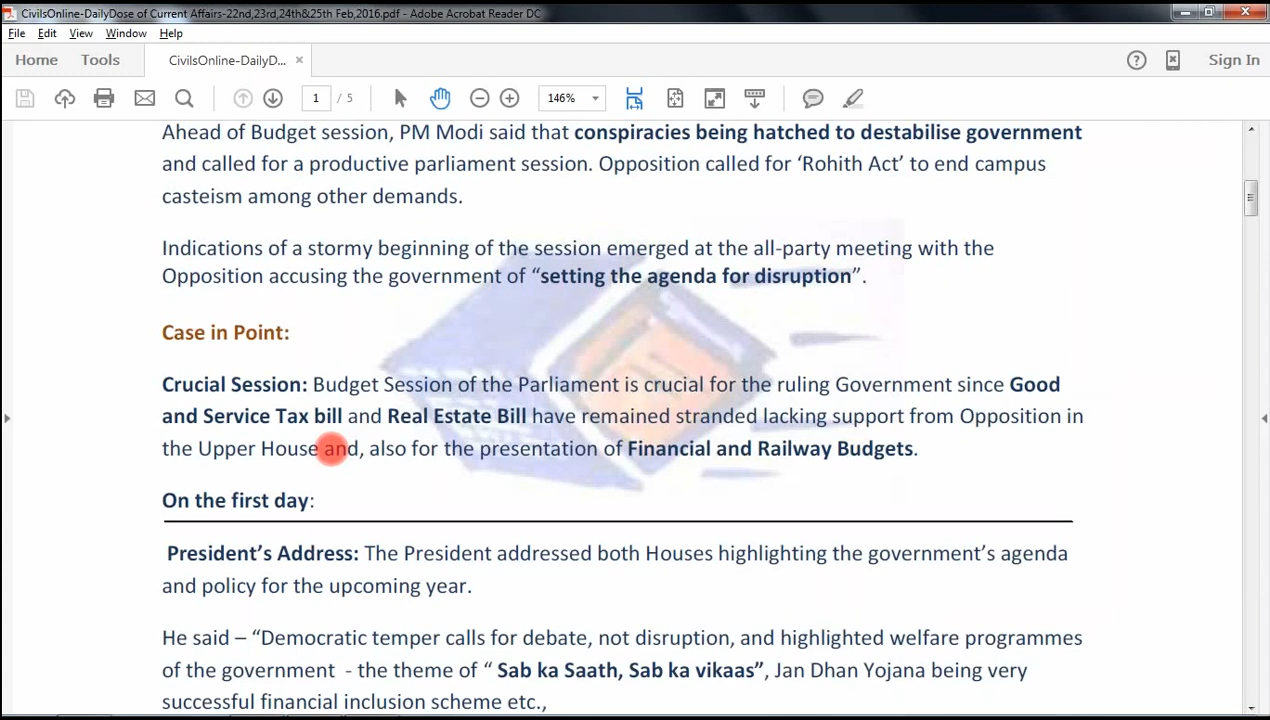 CivilsOnline-DailyDose of Current Affairs-22nd,23rd,24th&25th Feb,2016.pdf - Adobe Acrobat Reader DC
File Edit View Window Help
Home Tools CivilsOnline-DailyD... × Sign In
1 / 5 146%
Ahead of Budget session, PM Modi said that conspiracies being hatched to destabilise government
and called for a productive parliament session. Opposition called for ‘Rohith Act’ to end campus
casteism among other demands.
Indications of a stormy beginning of the session emerged at the all-party meeting with the
Opposition accusing the government of “setting the agenda for disruption”.
Case in Point:
Crucial Session: Budget Session of the Parliament is crucial for the ruling Government since Good
and Service Tax bill and Real Estate Bill have remained stranded lacking support from Opposition in
the Upper House and, also for the presentation of Financial and Railway Budgets.
On the first day:
President’s Address: The President addressed both Houses highlighting the government’s agenda
and policy for the upcoming year.
He said – “Democratic temper calls for debate, not disruption, and highlighted welfare programmes
of the government - the theme of “ Sab ka Saath, Sab ka vikaas”, Jan Dhan Yojana being very
successful financial inclusion scheme etc.,